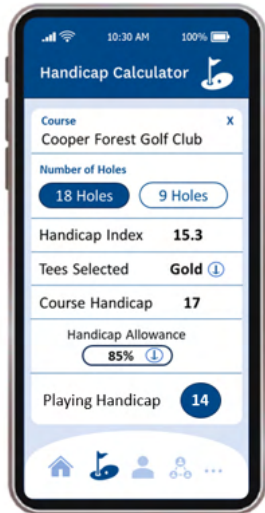 10:30 AM 100%
Handicap Calculator
Course X
Cooper Forest Golf Club
Number of Holes
18 Holes 9 Holes
Handicap Index 15.3
Tees Selected Gold
Course Handicap 17
Handicap Allowance
85%
Playing Handicap 14